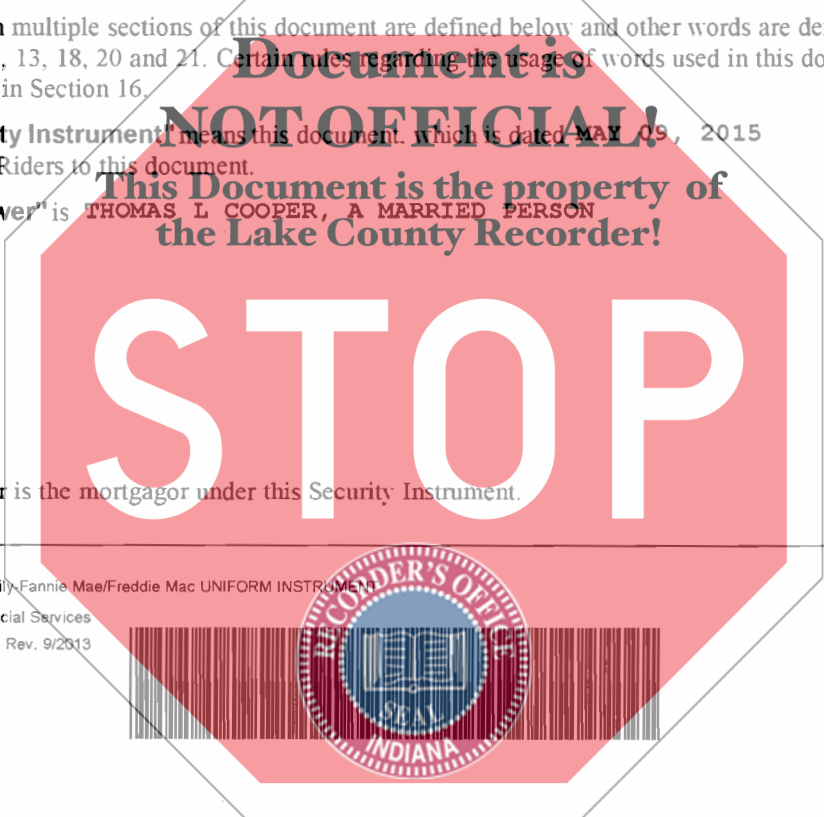 n multiple sections of this document are defined below and other words are de
, 13, 18, 20 and 21. Certain rules regarding the usage of words used in this do
in Section 16.
Document is
NOT OFFICIAL!
This Document is the property of
the Lake County Recorder!
ty Instrument" means this document. which is dated MAY 09, 2015
Riders to this document.
ver" is THOMAS L COOPER, A MARRIED PERSON
STOP
r is the mortgagor under this Security Instrument.
ily-Fannie Mae/Freddie Mac UNIFORM INSTRUMENT
cial Services
Rev. 9/2013
RECORDER'S OFFICE
SEAL
INDIANA